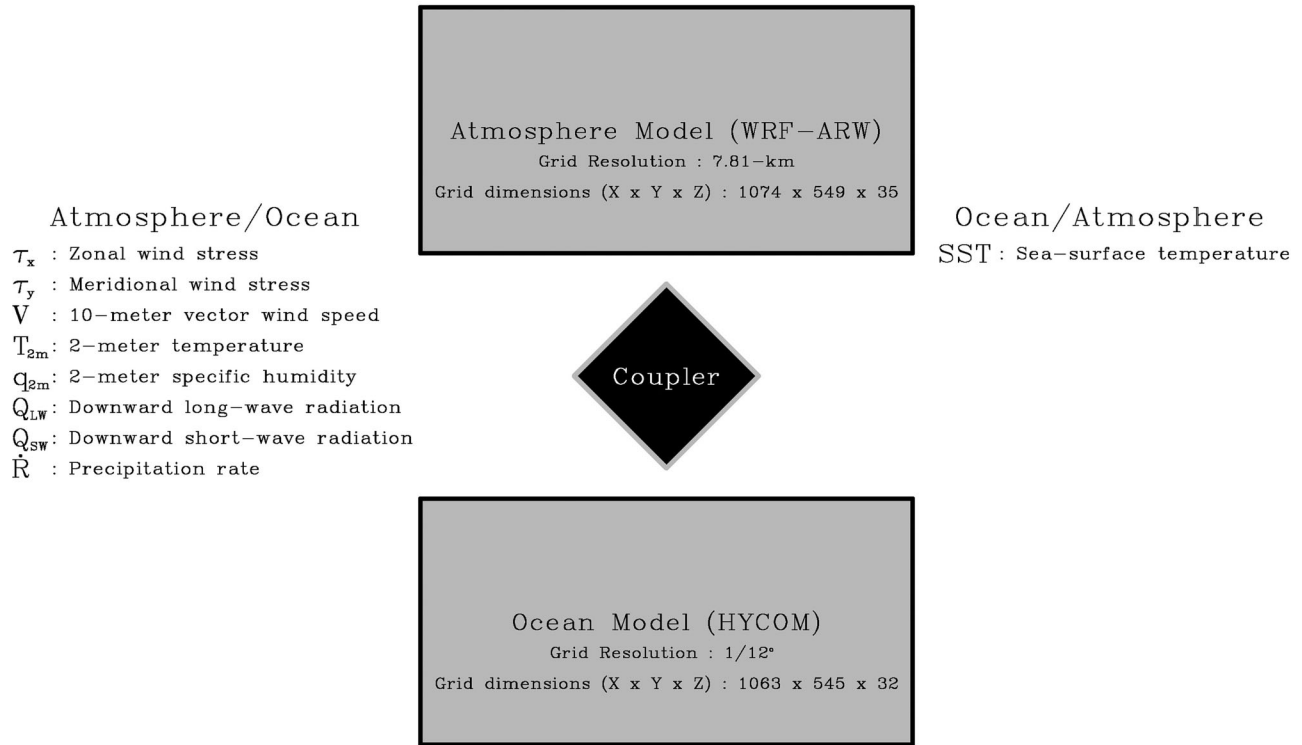 Atmosphere Model (WRF-ARW)
Grid Resolution : 7.81-km
Grid dimensions (X x Y x Z) : 1074 x 549 x 35
Atmosphere/Ocean
τx : Zonal wind stress
τy : Meridional wind stress
V : 10-meter vector wind speed
T2m : 2-meter temperature
q2m : 2-meter specific humidity
QLW : Downward long-wave radiation
QSW : Downward short-wave radiation
Ṙ : Precipitation rate
Ocean/Atmosphere
SST : Sea-surface temperature
Coupler
Ocean Model (HYCOM)
Grid Resolution : 1/12°
Grid dimensions (X x Y x Z) : 1063 x 545 x 32